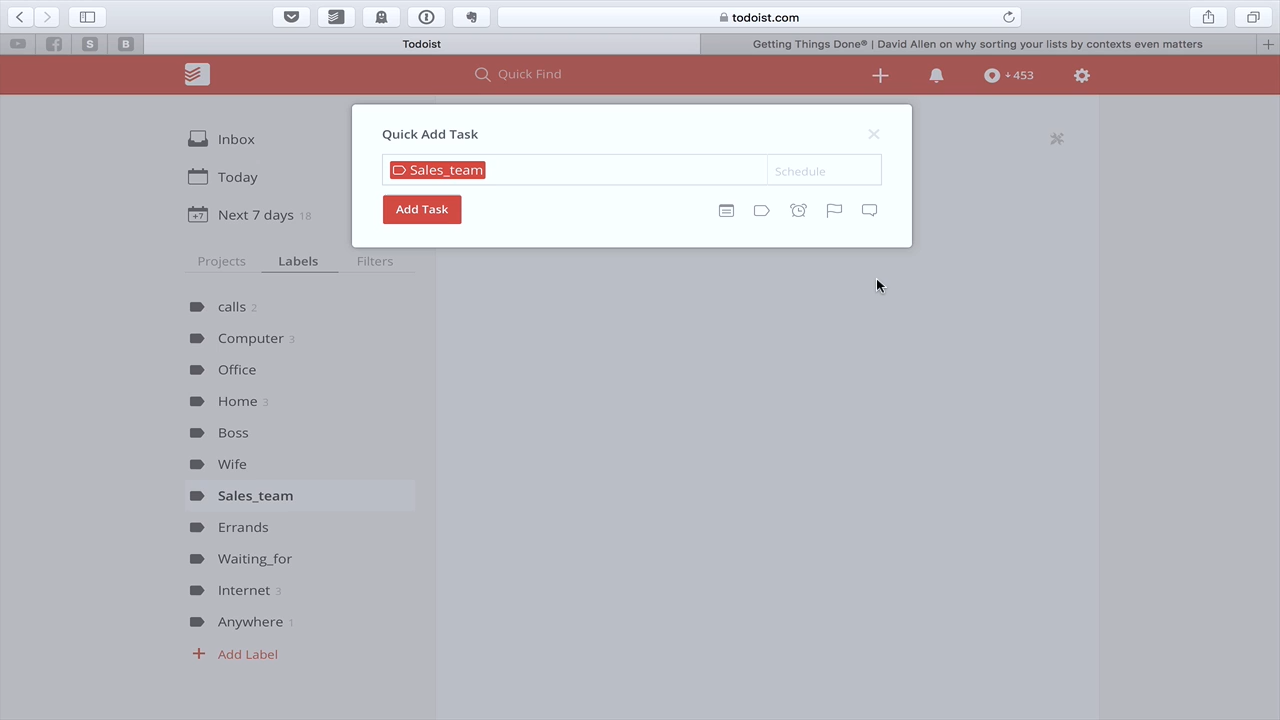 todoist.com
S
B
Todoist
Getting Things Done® | David Allen on why sorting your lists by contexts even matters
Quick Find
453
Quick Add Task
Sales_team
Schedule
Add Task
Inbox
Today
+7
Next 7 days 18
Projects
Labels
Filters
calls 2
Computer 3
Office
Home 3
Boss
Wife
Sales_team
Errands
Waiting_for
Internet 3
Anywhere 1
+ Add Label